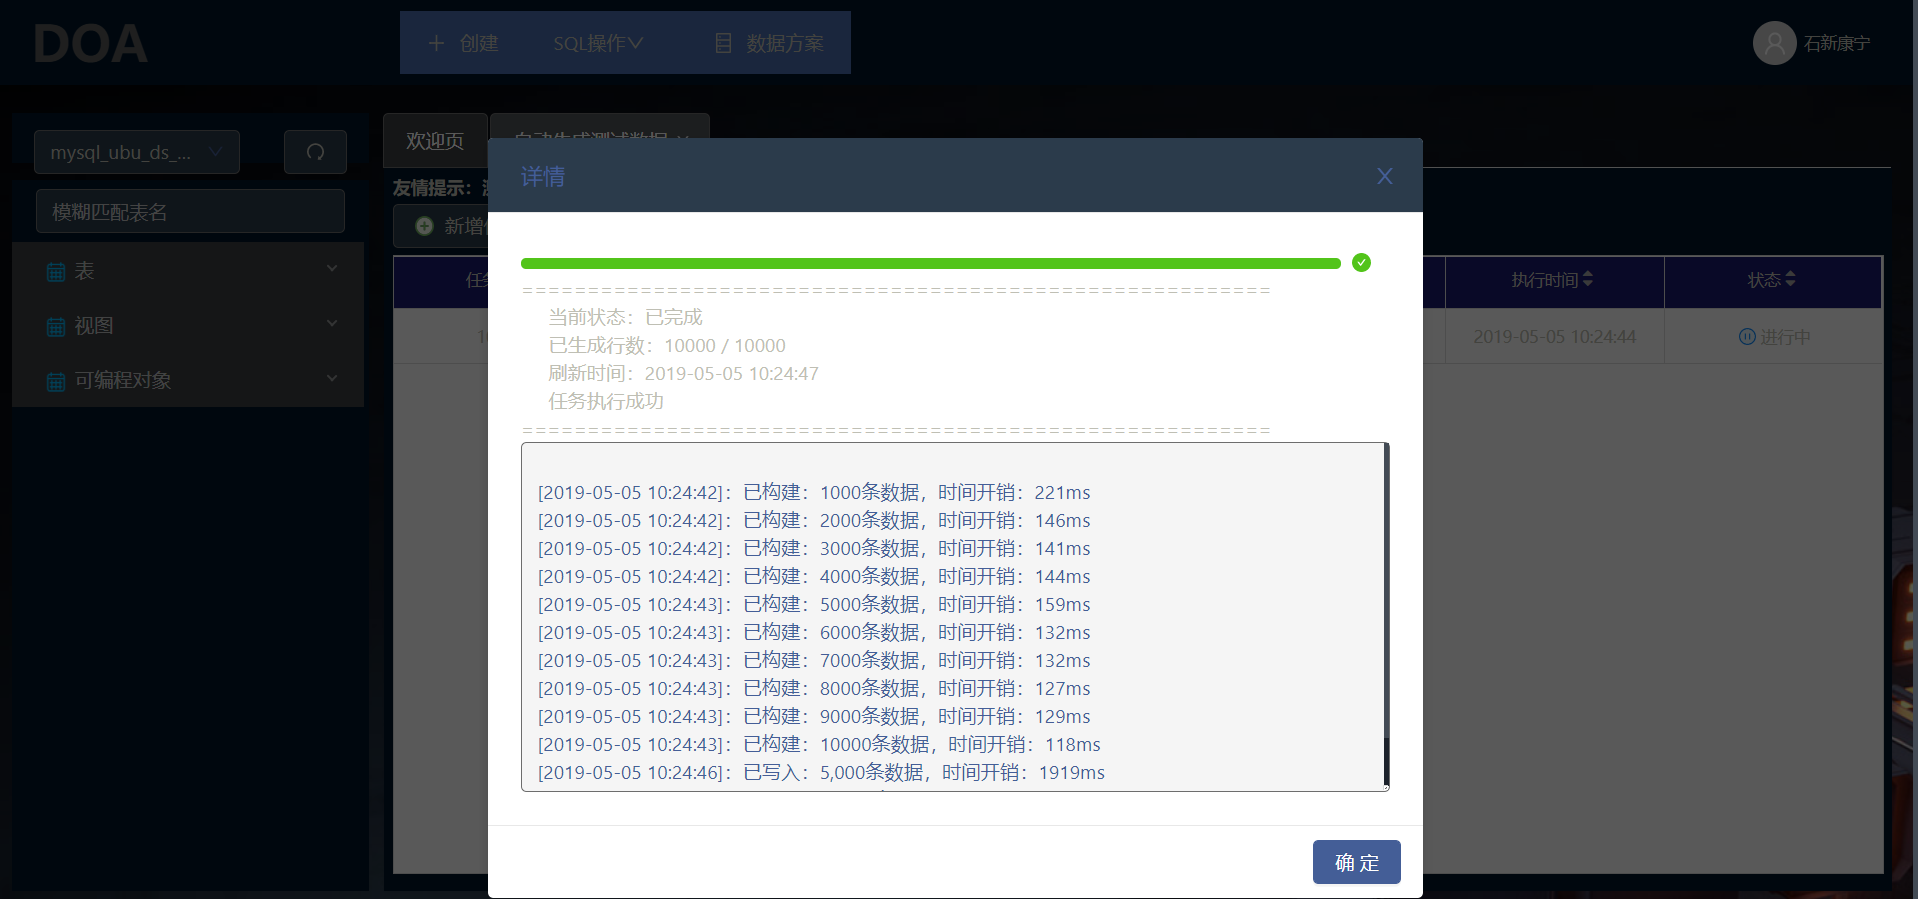 DOA
创建
SQL操作
数据方案
石新康宁
mysql_ubu_ds_...
模糊匹配表名
表
视图
可编程对象
欢迎页
自动生成测试数据
友情提示：
新增
任
执行时间
状态
2019-05-05 10:24:44
进行中
详情
========================================================
当前状态：已完成
已生成行数：10000 / 10000
刷新时间：2019-05-05 10:24:47
任务执行成功
========================================================
[2019-05-05 10:24:42]：已构建：1000条数据，时间开销：221ms
[2019-05-05 10:24:42]：已构建：2000条数据，时间开销：146ms
[2019-05-05 10:24:42]：已构建：3000条数据，时间开销：141ms
[2019-05-05 10:24:42]：已构建：4000条数据，时间开销：144ms
[2019-05-05 10:24:43]：已构建：5000条数据，时间开销：159ms
[2019-05-05 10:24:43]：已构建：6000条数据，时间开销：132ms
[2019-05-05 10:24:43]：已构建：7000条数据，时间开销：132ms
[2019-05-05 10:24:43]：已构建：8000条数据，时间开销：127ms
[2019-05-05 10:24:43]：已构建：9000条数据，时间开销：129ms
[2019-05-05 10:24:43]：已构建：10000条数据，时间开销：118ms
[2019-05-05 10:24:46]：已写入：5,000条数据，时间开销：1919ms
确 定